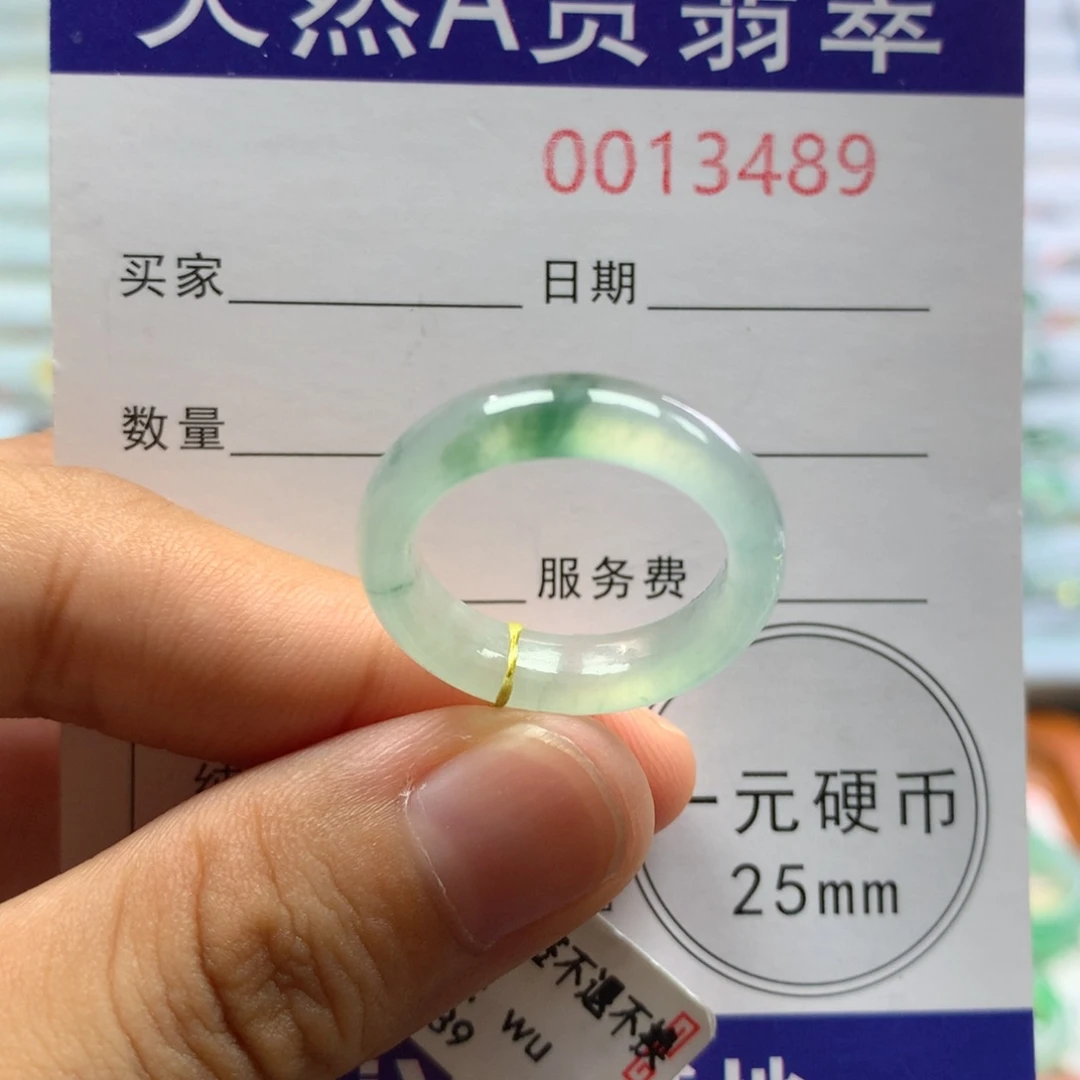 天然A货翡翠
0013489
买家 日期
数量
服务费
一元硬币
25mm
不退不换
wu
89